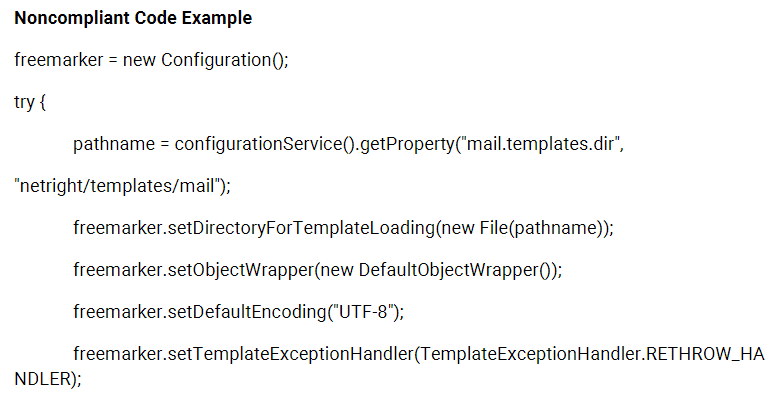 Noncompliant Code Example
freemarker = new Configuration();
try {
pathname = configurationService().getProperty("mail.templates.dir",
"netright/templates/mail");
freemarker.setDirectoryForTemplateLoading(new File(pathname));
freemarker.setObjectWrapper(new DefaultObjectWrapper());
freemarker.setDefaultEncoding("UTF-8");
freemarker.setTemplateExceptionHandler(TemplateExceptionHandler.RETHROW_HA
NDLER);